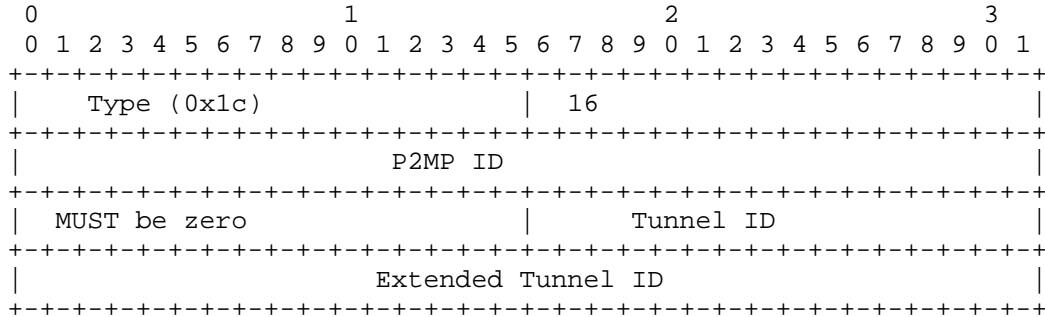 0                   1                   2                   3
 0 1 2 3 4 5 6 7 8 9 0 1 2 3 4 5 6 7 8 9 0 1 2 3 4 5 6 7 8 9 0 1
+-+-+-+-+-+-+-+-+-+-+-+-+-+-+-+-+-+-+-+-+-+-+-+-+-+-+-+-+-+-+-+-+
|    Type (0x1c)                |  16                           |
+-+-+-+-+-+-+-+-+-+-+-+-+-+-+-+-+-+-+-+-+-+-+-+-+-+-+-+-+-+-+-+-+
|                       P2MP ID                                 |
+-+-+-+-+-+-+-+-+-+-+-+-+-+-+-+-+-+-+-+-+-+-+-+-+-+-+-+-+-+-+-+-+
|  MUST be zero                 |      Tunnel ID                |
+-+-+-+-+-+-+-+-+-+-+-+-+-+-+-+-+-+-+-+-+-+-+-+-+-+-+-+-+-+-+-+-+
|                      Extended Tunnel ID                       |
+-+-+-+-+-+-+-+-+-+-+-+-+-+-+-+-+-+-+-+-+-+-+-+-+-+-+-+-+-+-+-+-+